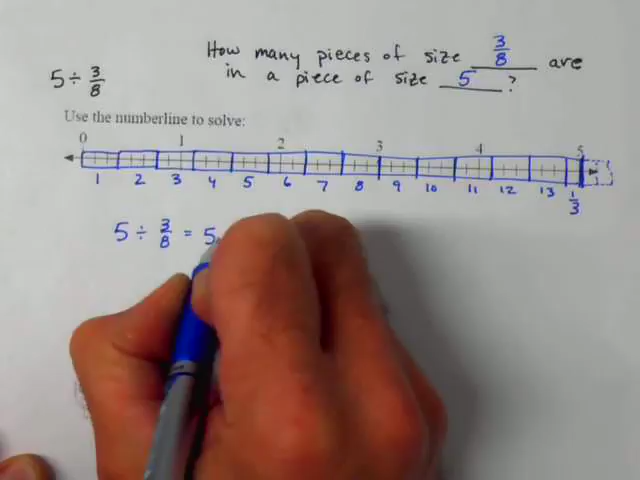 How many pieces of size 3/8 are
in a piece of size 5 ?
5 ÷ 3/8
Use the numberline to solve:
0 1 2 3 4 5
1 2 3 4 5 6 7 8 9 10 11 12 13 1/3
5 ÷ 3/8 = 5